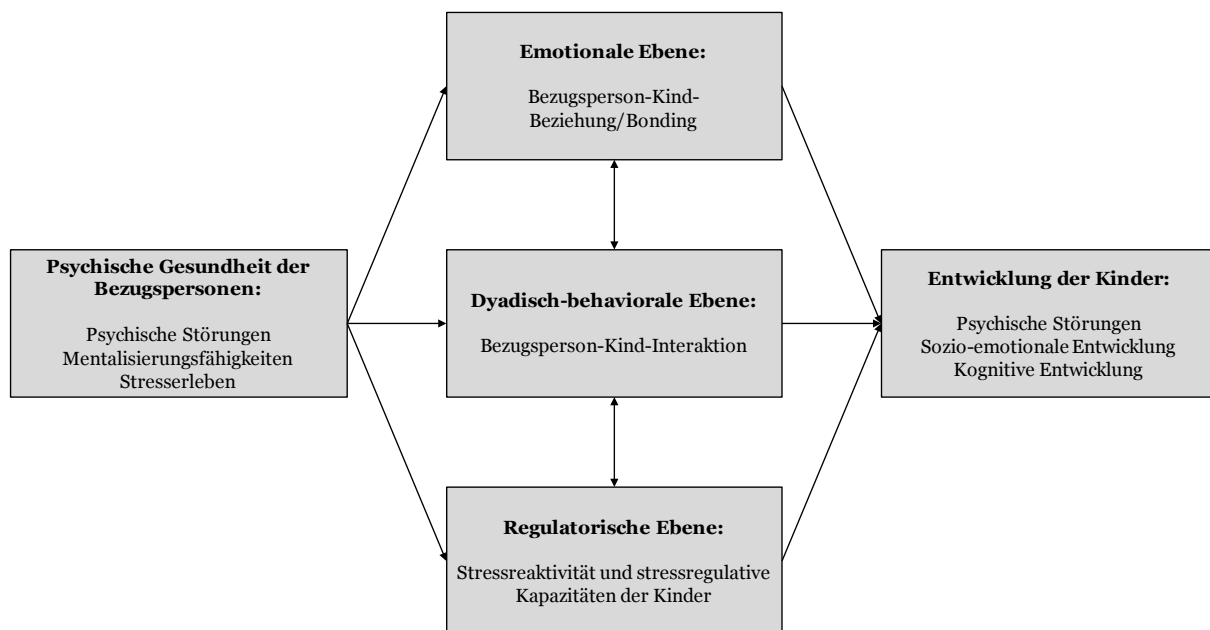 Emotionale Ebene:
Bezugsperson-Kind-
Beziehung/Bonding
Psychische Gesundheit der
Bezugspersonen:
Psychische Störungen
Mentalisierungsfähigkeiten
Stresserleben
Dyadisch-behaviorale Ebene:
Bezugsperson-Kind-Interaktion
Entwicklung der Kinder:
Psychische Störungen
Sozio-emotionale Entwicklung
Kognitive Entwicklung
Regulatorische Ebene:
Stressreaktivität und stressregulative
Kapazitäten der Kinder